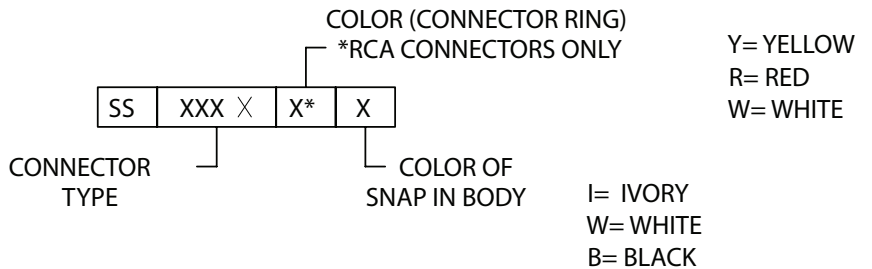 COLOR (CONNECTOR RING)
*RCA CONNECTORS ONLY
Y= YELLOW
R= RED
W= WHITE
SS XXX X X* X
CONNECTOR
TYPE
COLOR OF
SNAP IN BODY
I= IVORY
W= WHITE
B= BLACK